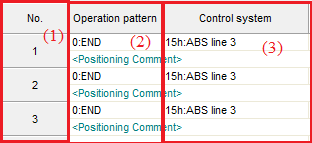 No. Operation pattern Control system
(1) (2) (3)
1 0:END 15h:ABS line 3
<Positioning Comment>
2 0:END 15h:ABS line 3
<Positioning Comment>
3 0:END 15h:ABS line 3
<Positioning Comment>